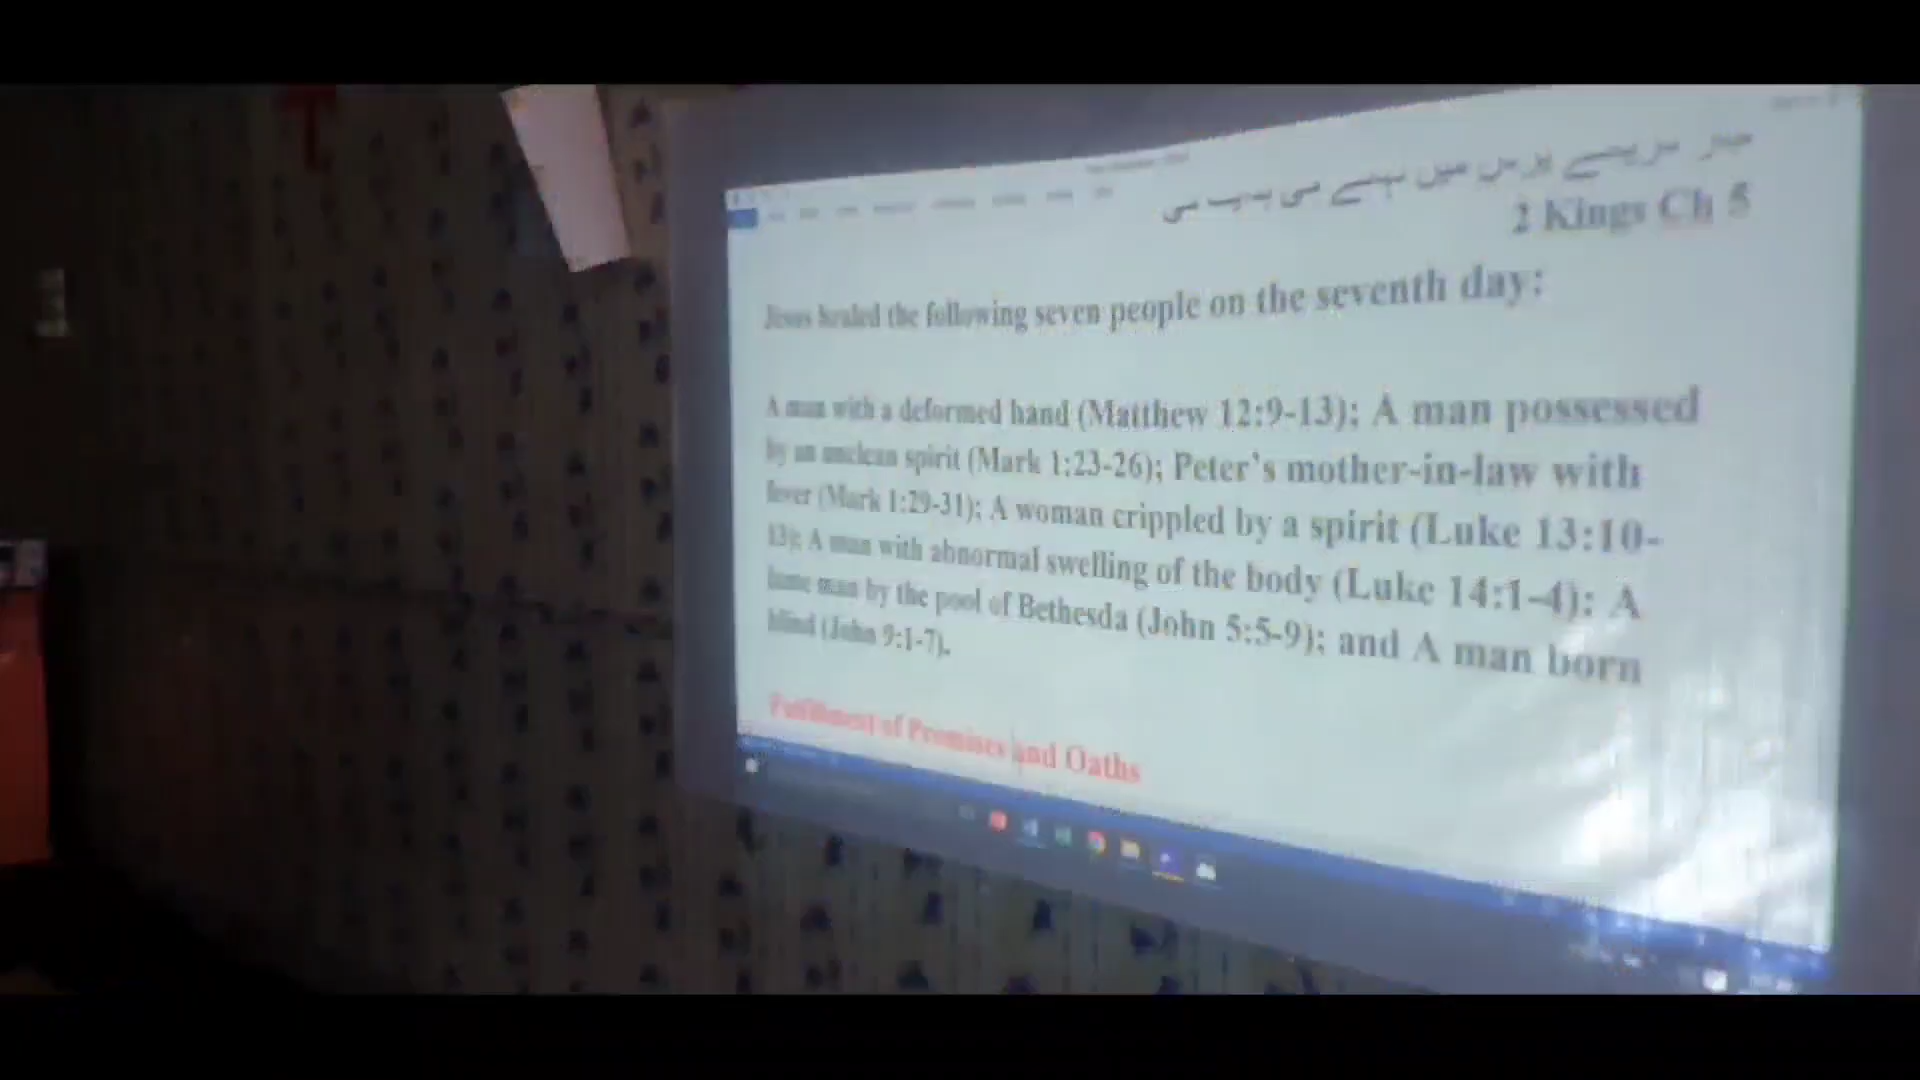 2 Kings Ch 5
Jesus healed the following seven people on the seventh day:
A man with a deformed hand (Matthew 12:9-13); A man possessed
by an unclean spirit (Mark 1:23-26); Peter's mother-in-law with
fever (Mark 1:29-31); A woman crippled by a spirit (Luke 13:10-
13); A man with abnormal swelling of the body (Luke 14:1-4); A
lame man by the pool of Bethesda (John 5:5-9); and A man born
blind (John 9:1-7).
Fulfillment of Promises and Oaths